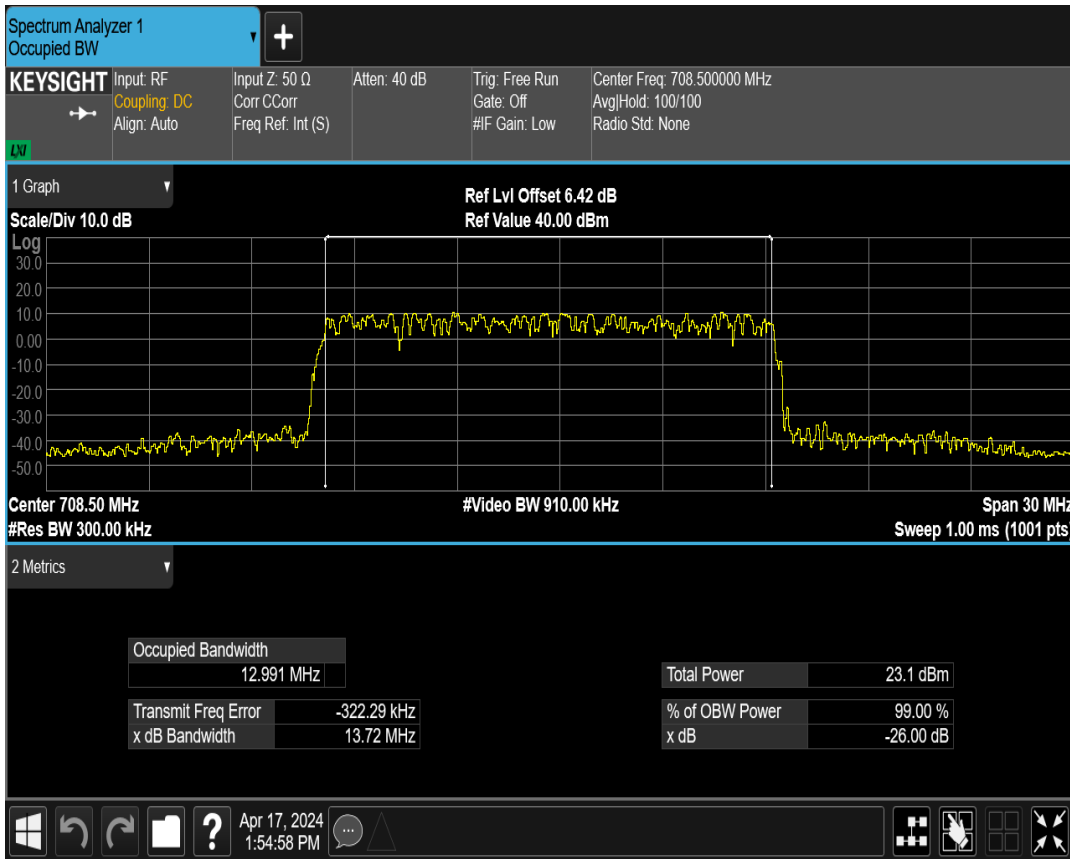 Spectrum Analyzer 1
Occupied BW
KEYSIGHT
LXI
Input: RF
Coupling: DC
Align: Auto
Input Z: 50 Ω
Corr CCorr
Freq Ref: Int (S)
Atten: 40 dB
Trig: Free Run
Gate: Off
#IF Gain: Low
Center Freq: 708.500000 MHz
Avg|Hold: 100/100
Radio Std: None
1 Graph
Scale/Div 10.0 dB
Ref Lvl Offset 6.42 dB
Ref Value 40.00 dBm
Log
30.0
20.0
10.0
0.00
-10.0
-20.0
-30.0
-40.0
-50.0
Center 708.50 MHz
#Video BW 910.00 kHz
Span 30 MHz
#Res BW 300.00 kHz
Sweep 1.00 ms (1001 pts)
2 Metrics
Occupied Bandwidth
12.991 MHz
Total Power 23.1 dBm
Transmit Freq Error -322.29 kHz
% of OBW Power 99.00 %
x dB Bandwidth 13.72 MHz
x dB -26.00 dB
Apr 17, 2024
1:54:58 PM